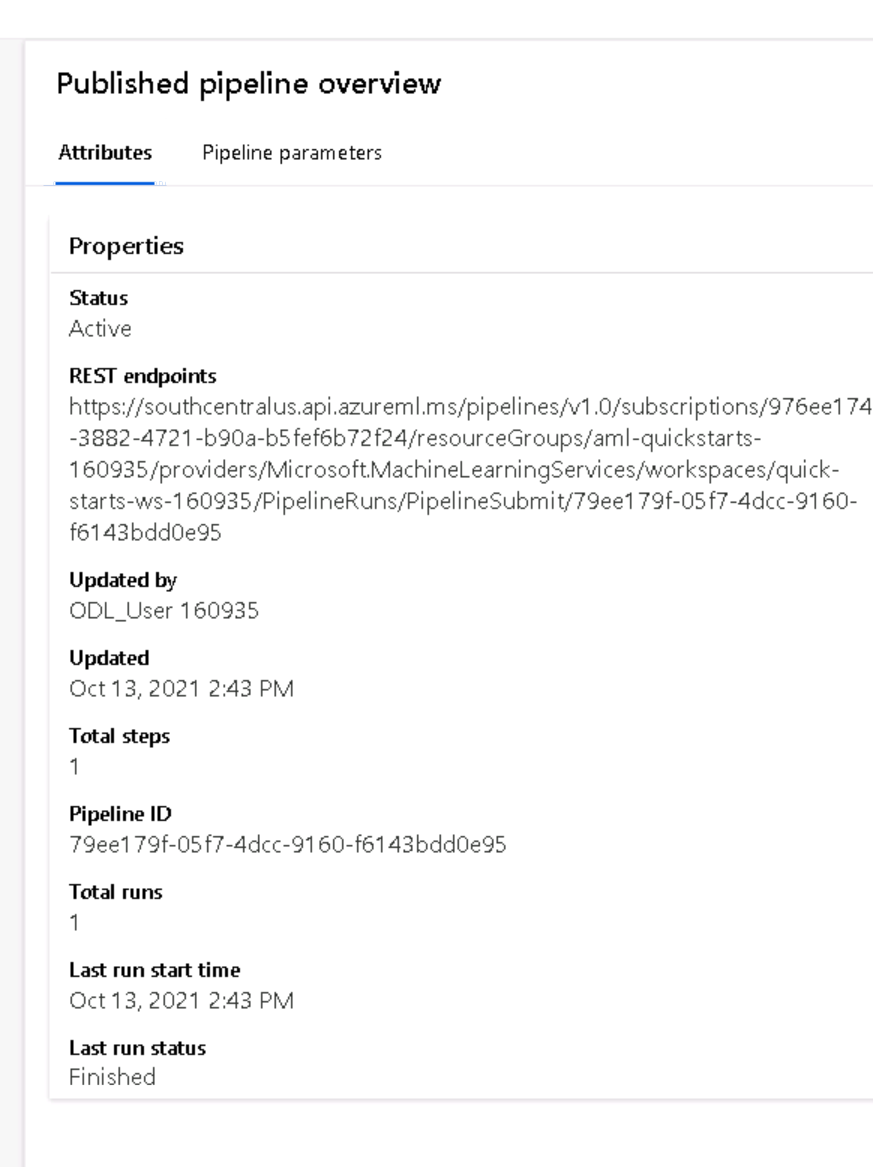 Published pipeline overview
Attributes Pipeline parameters
Properties
Status
Active
REST endpoints
https://southcentralus.api.azureml.ms/pipelines/v1.0/subscriptions/976ee174
-3882-4721-b90a-b5fef6b72f24/resourceGroups/aml-quickstarts-
160935/providers/Microsoft.MachineLearningServices/workspaces/quick-
starts-ws-160935/PipelineRuns/PipelineSubmit/79ee179f-05f7-4dcc-9160-
f6143bdd0e95
Updated by
ODL_User 160935
Updated
Oct 13, 2021 2:43 PM
Total steps
1
Pipeline ID
79ee179f-05f7-4dcc-9160-f6143bdd0e95
Total runs
1
Last run start time
Oct 13, 2021 2:43 PM
Last run status
Finished